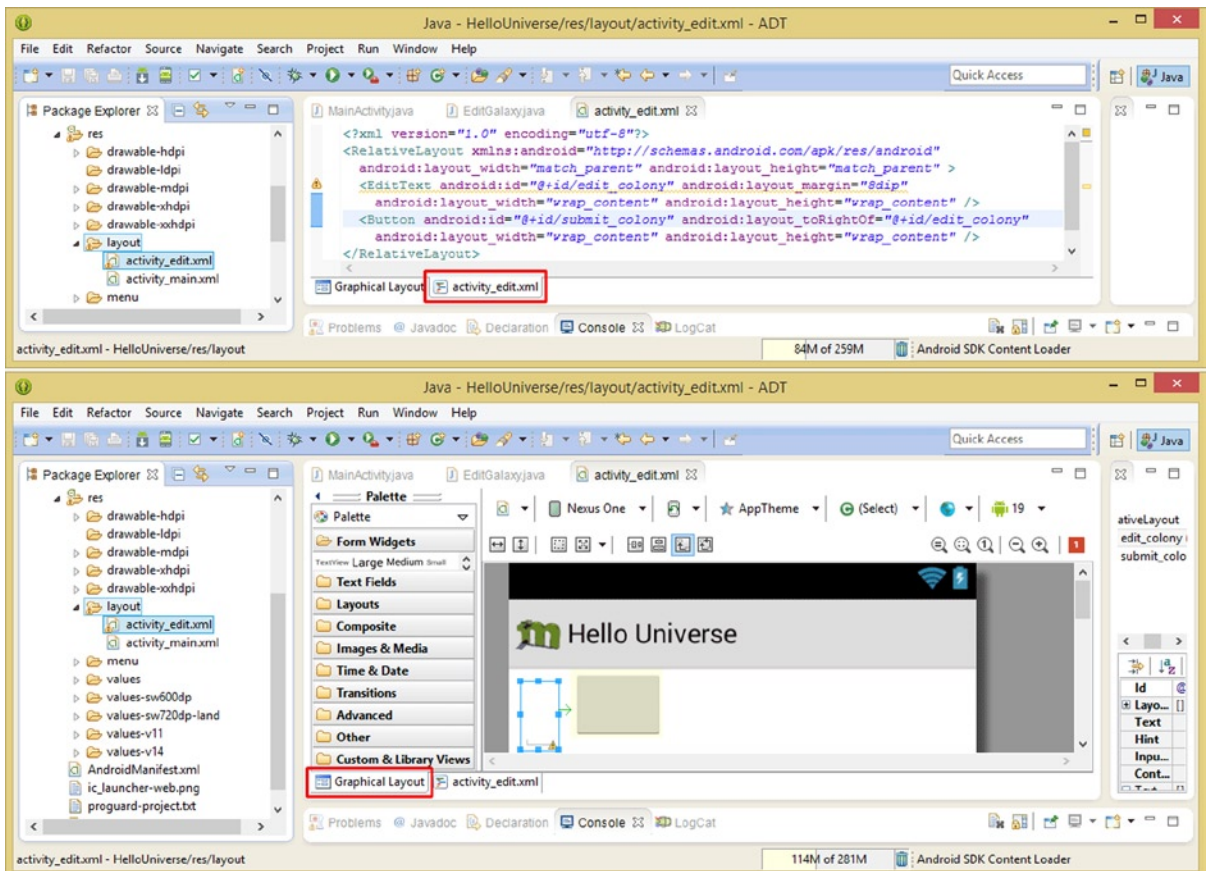 Java - HelloUniverse/res/layout/activity_edit.xml - ADT
File Edit Refactor Source Navigate Search Project Run Window Help
Quick Access
Java
Package Explorer
res
drawable-hdpi
drawable-ldpi
drawable-mdpi
drawable-xhdpi
drawable-xxhdpi
layout
activity_edit.xml
activity_main.xml
menu
MainActivity.java EditGalaxy.java activity_edit.xml
<?xml version="1.0" encoding="utf-8"?>
<RelativeLayout xmlns:android="http://schemas.android.com/apk/res/android"
android:layout_width="match_parent" android:layout_height="match_parent" >
<EditText android:id="@+id/edit_colony" android:layout_margin="8dip"
android:layout_width="wrap_content" android:layout_height="wrap_content" />
<Button android:id="@+id/submit_colony" android:layout_toRightOf="@+id/edit_colony"
android:layout_width="wrap_content" android:layout_height="wrap_content" />
</RelativeLayout>
Graphical Layout activity_edit.xml
Problems @ Javadoc Declaration Console LogCat
activity_edit.xml - HelloUniverse/res/layout
84M of 259M
Android SDK Content Loader
Java - HelloUniverse/res/layout/activity_edit.xml - ADT
File Edit Refactor Source Navigate Search Project Run Window Help
Quick Access
Java
Package Explorer
res
drawable-hdpi
drawable-ldpi
drawable-mdpi
drawable-xhdpi
drawable-xxhdpi
layout
activity_edit.xml
activity_main.xml
menu
values
values-sw600dp
values-sw720dp-land
values-v11
values-v14
AndroidManifest.xml
ic_launcher-web.png
proguard-project.txt
MainActivity.java EditGalaxy.java activity_edit.xml
Palette
Palette
Form Widgets
TextView Large Medium Small
Text Fields
Layouts
Composite
Images & Media
Time & Date
Transitions
Advanced
Other
Custom & Library Views
Nexus One AppTheme (Select) 19
1
Hello Universe
Graphical Layout activity_edit.xml
ativeLayout
edit_colony
submit_colo
Id
Layo... []
Text
Hint
Inpu...
Cont...
Problems @ Javadoc Declaration Console LogCat
activity_edit.xml - HelloUniverse/res/layout
114M of 281M
Android SDK Content Loader